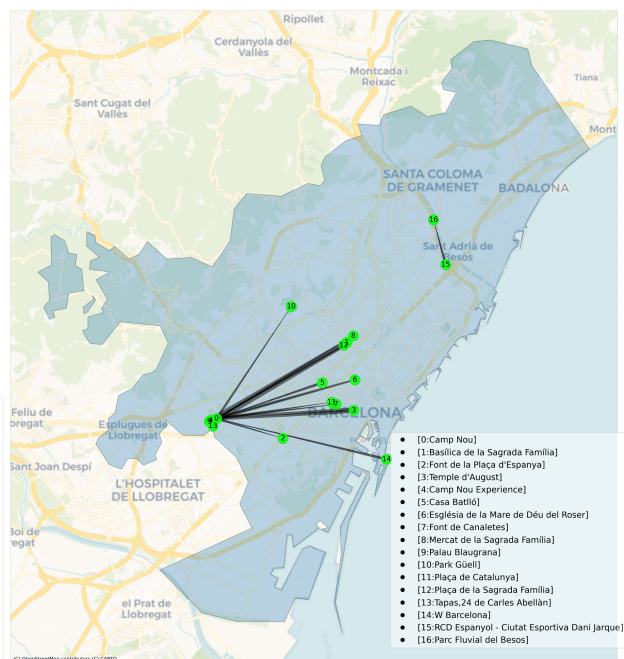 Ripollet
Cerdanyola del
Vallès
Montcada i
Reixac
Tiana
Sant Cugat del
Vallès
Mont
SANTA COLOMA
DE GRAMENET
BADALONA
16
Sant Adrià de
Besòs
15
10
8
12
5
6
11
7
3
BARCELONA
0
13
2
14
Feliu de
bregat
Esplugues de
Llobregat
Sant Joan Despí
L'HOSPITALET
DE LLOBREGAT
Boi de
regat
el Prat de
Llobregat
[0:Camp Nou]
[1:Basílica de la Sagrada Família]
[2:Font de la Plaça d'Espanya]
[3:Temple d'August]
[4:Camp Nou Experience]
[5:Casa Batlló]
[6:Església de la Mare de Déu del Roser]
[7:Font de Canaletes]
[8:Mercat de la Sagrada Família]
[9:Palau Blaugrana]
[10:Park Güell]
[11:Plaça de Catalunya]
[12:Plaça de la Sagrada Família]
[13:Tapas,24 de Carles Abellàn]
[14:W Barcelona]
[15:RCD Espanyol - Ciutat Esportiva Dani Jarque]
[16:Parc Fluvial del Besos]
(C) OpenStreetMap contributors (C) CARTO